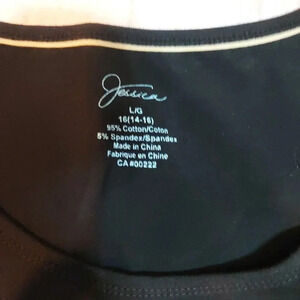 Jessica
L/G
16(14-16)
95% Cotton/Coton
5% Spandex/Spandex
Made in China
Fabriqué en Chine
CA#00222